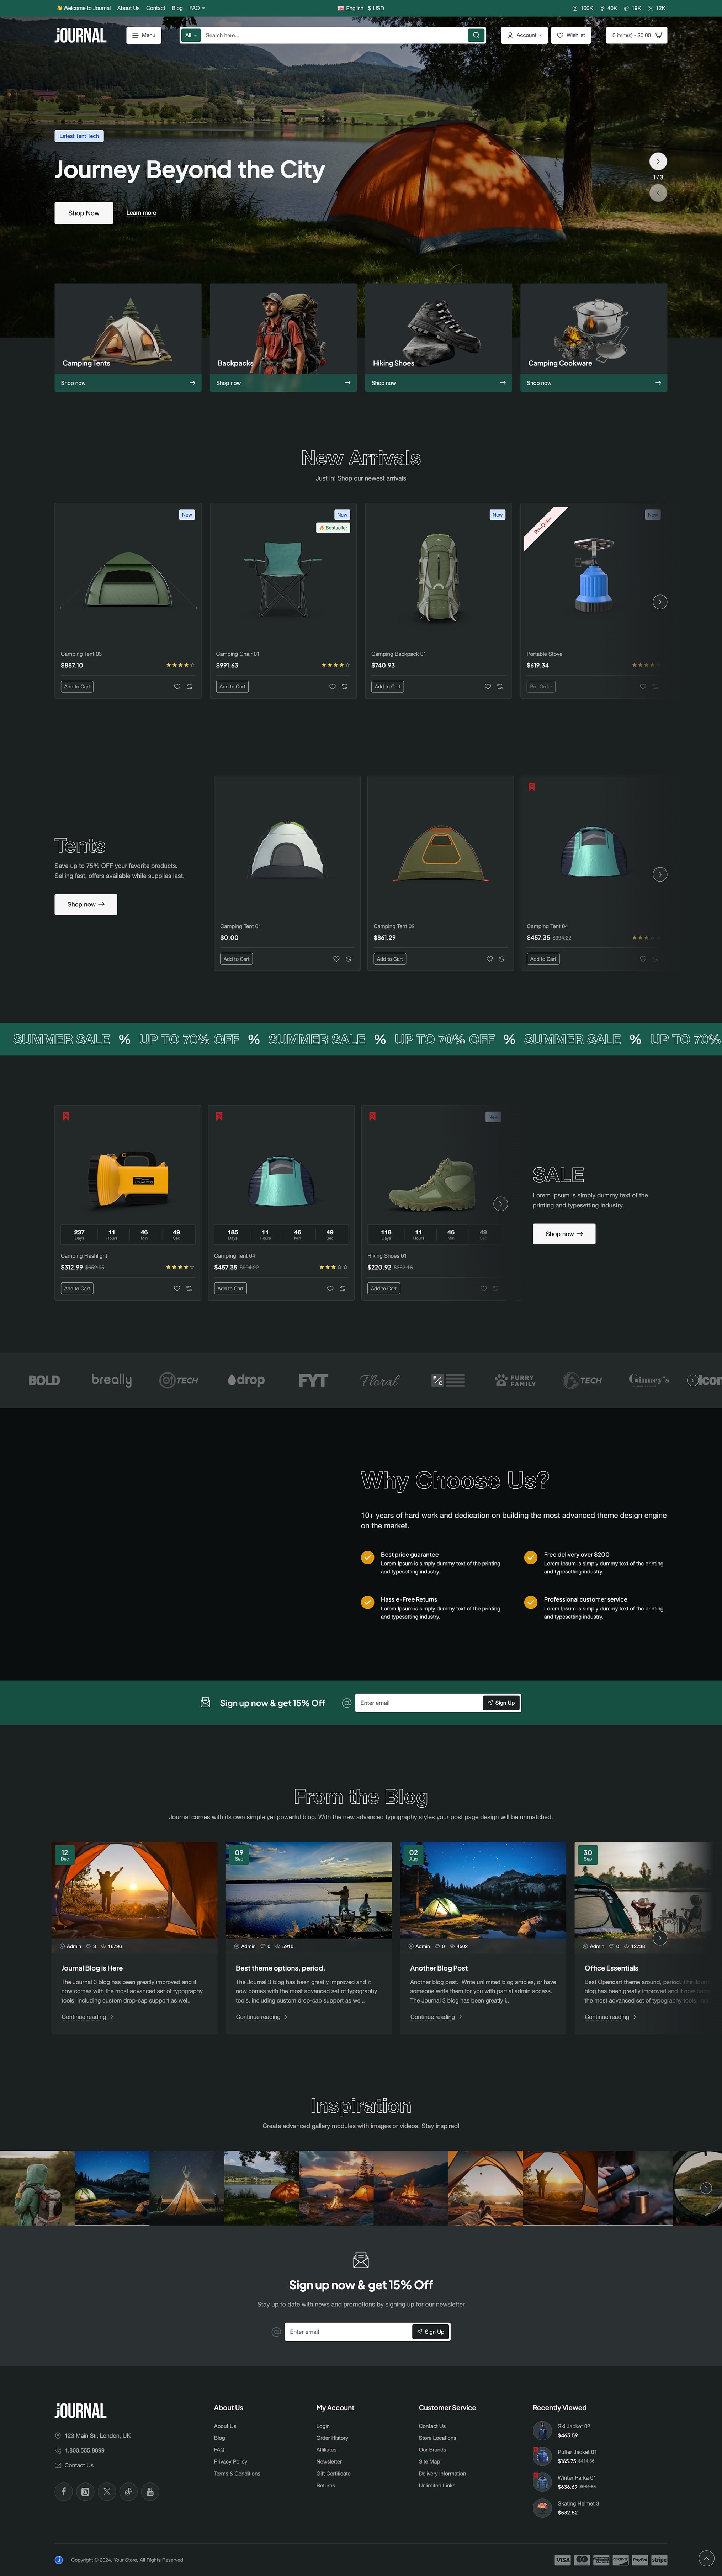 👋 Welcome to Journal About Us Contact Blog FAQ
English $ USD
100K 40K 19K 12K
JOURNAL
Menu
All Search here...
Account Wishlist
0 item(s) - $0.00
Latest Tent Tech
Journey Beyond the City
1 / 3
Shop Now Learn more
Camping Tents Backpacks Hiking Shoes Camping Cookware
Shop now Shop now Shop now Shop now
New Arrivals
Just in! Shop our newest arrivals
New New New New
🔥 Bestseller
Pre-Order
Camping Tent 03 Camping Chair 01 Camping Backpack 01 Portable Stove
$887.10 $991.63 $740.93 $619.34
Add to Cart Add to Cart Add to Cart Pre-Order
Tents
Save up to 75% OFF your favorite products.
Selling fast, offers available while supplies last.
Shop now
Camping Tent 01 Camping Tent 02 Camping Tent 04
$0.00 $861.29 $457.35 $994.22
Add to Cart Add to Cart Add to Cart
SUMMER SALE % UP TO 70% OFF % SUMMER SALE % UP TO 70% OFF % SUMMER SALE % UP TO 70%
237 11 46 49 185 11 46 49 118 11 46 49
Days Hours Min Sec Days Hours Min Sec Days Hours Min Sec
Camping Flashlight Camping Tent 04 Hiking Shoes 01
$312.99 $457.35 $994.22 $220.92
Add to Cart Add to Cart Add to Cart
SALE
Lorem Ipsum is simply dummy text of the
printing and typesetting industry.
Shop now
BOLD breally TECH drop FYT Floral FURRY FAMILY TECH Ginney's Icon
Why Choose Us?
10+ years of hard work and dedication on building the most advanced theme design engine
on the market.
Best price guarantee
Lorem Ipsum is simply dummy text of the printing
and typesetting industry.
Free delivery over $200
Lorem Ipsum is simply dummy text of the printing
and typesetting industry.
Hassle-Free Returns
Lorem Ipsum is simply dummy text of the printing
and typesetting industry.
Professional customer service
Lorem Ipsum is simply dummy text of the printing
and typesetting industry.
Sign up now & get 15% Off
Enter email
Sign Up
From the Blog
Journal comes with its own simple yet powerful blog. With the new advanced typography styles your post page design will be unmatched.
12
Dec
Admin 3 16796
Journal Blog is Here
The Journal 3 blog has been greatly improved and it
now comes with the most advanced set of typography
tools, including custom drop-cap support as wel..
Continue reading
09
Sep
Admin 0 5910
Best theme options, period.
The Journal 3 blog has been greatly improved and it
now comes with the most advanced set of typography
tools, including custom drop-cap support as wel..
Continue reading
02
Aug
Admin 0 4502
Another Blog Post
Another blog post. Write unlimited blog articles, or have
someone write them for you with partial admin access.
The Journal 3 blog has been greatly i..
Continue reading
30
Sep
Admin 0 12738
Office Essentials
Best Opencart theme around, period. The
blog has been greatly improved and it now
the most advanced set of typography tools,
Continue reading
Inspiration
Create advanced gallery modules with images or videos. Stay inspired!
Sign up now & get 15% Off
Stay up to date with news and promotions by signing up for our newsletter
Enter email
Sign Up
JOURNAL
123 Main Str, London, UK
1.800.555.8899
Contact Us
About Us
About Us
Blog
FAQ
Privacy Policy
Terms & Conditions
My Account
Login
Order History
Affiliates
Newsletter
Gift Certificate
Returns
Customer Service
Contact Us
Store Locations
Our Brands
Site Map
Delivery Information
Unlimited Links
Recently Viewed
Ski Jacket 02
$463.59
Puffer Jacket 01
$165.75
Winter Parka 01
$636.69
Skating Helmet 3
$532.52
Copyright © 2024, Your Store, All Rights Reserved
VISA PayPal stripe